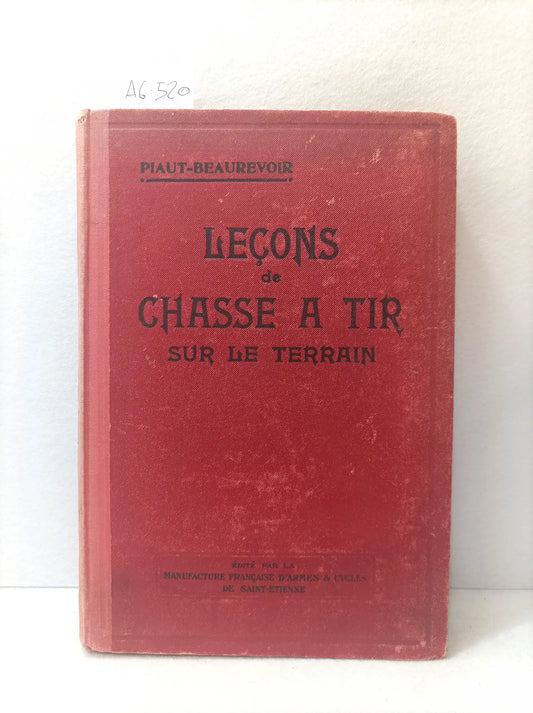 A6-520
PIAUT-BEAUREVOIR
LEÇONS
de
CHASSE A TIR
SUR LE TERRAIN
ÉDITÉ PAR LA
MANUFACTURE FRANÇAISE D'ARMES & CYCLES
DE SAINT-ETIENNE